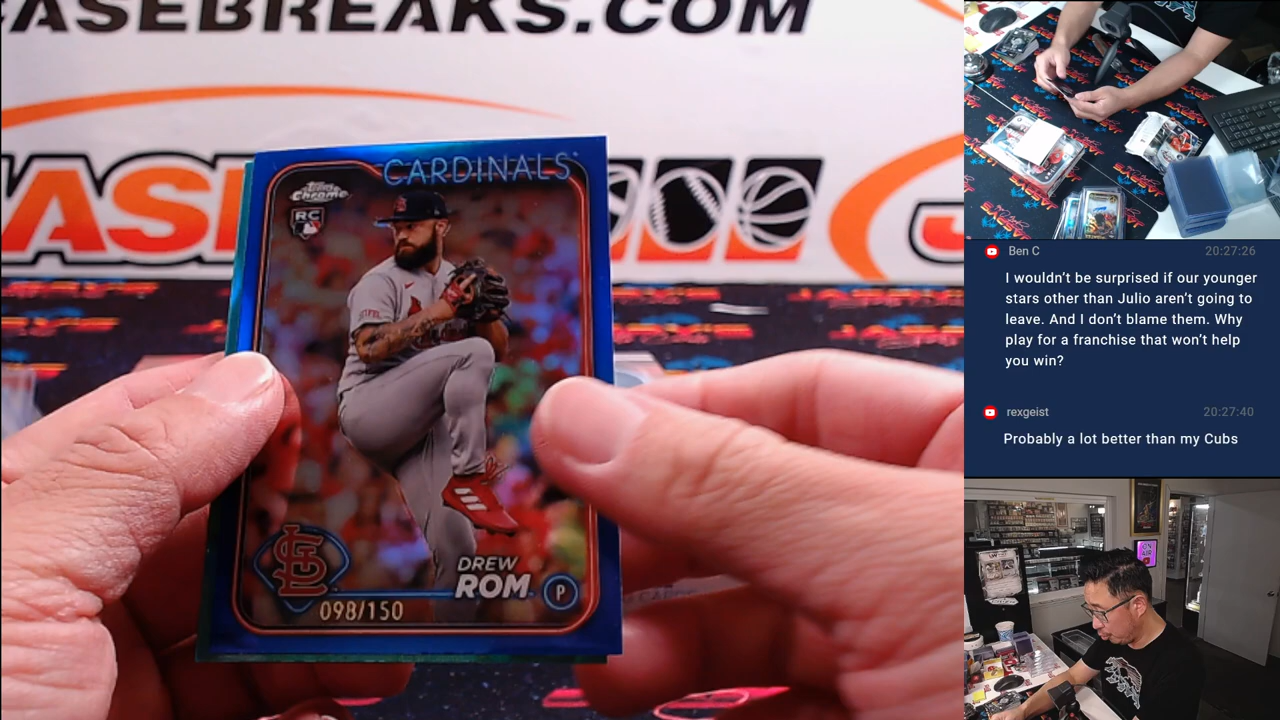 CASEBREAKS.COM
CARDINALS
Topps
Chrome
RC
DREW
ROM
P
098/150
Ben C
20:27:26
I wouldn't be surprised if our younger
stars other than Julio aren't going to
leave. And I don't blame them. Why
play for a franchise that won't help
you win?
rexgeist
20:27:40
Probably a lot better than my Cubs